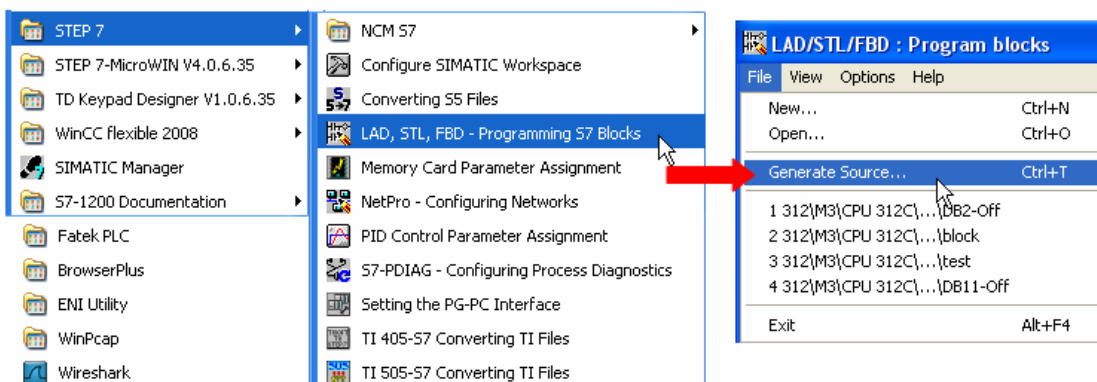 STEP 7
STEP 7-MicroWIN V4.0.6.35
TD Keypad Designer V1.0.6.35
WinCC flexible 2008
SIMATIC Manager
S7-1200 Documentation
Fatek PLC
BrowserPlus
ENI Utility
WinPcap
Wireshark
NCM S7
Configure SIMATIC Workspace
Converting S5 Files
LAD, STL, FBD - Programming S7 Blocks
Memory Card Parameter Assignment
NetPro - Configuring Networks
PID Control Parameter Assignment
S7-PDIAG - Configuring Process Diagnostics
Setting the PG-PC Interface
TI 405-S7 Converting TI Files
TI 505-S7 Converting TI Files
LAD/STL/FBD : Program blocks
File View Options Help
New... Ctrl+N
Open... Ctrl+O
Generate Source... Ctrl+T
1 312\M3\CPU 312C\...\DB2-Off
2 312\M3\CPU 312C\...\block
3 312\M3\CPU 312C\...\test
4 312\M3\CPU 312C\...\DB11-Off
Exit Alt+F4